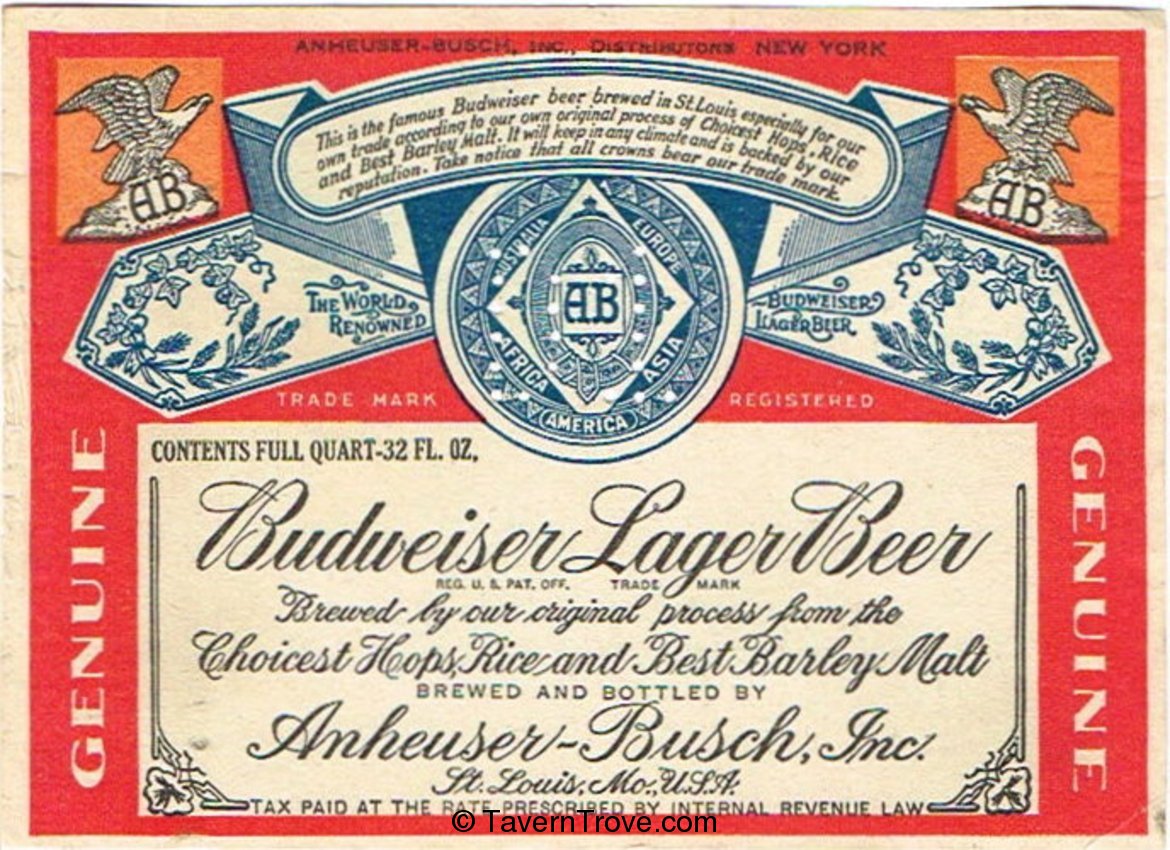 ANHEUSER-BUSCH, INC., DISTRIBUTORS NEW YORK
This is the famous Budweiser beer brewed in St. Louis especially for our
own trade according to our own original process of Choicest Hops, Rice
and Best Barley Malt. It will keep in any climate and is backed by our
reputation. Take notice that all crowns bear our trade mark.
AB
AB
AUSTRALIA
EUROPE
THE WORLD
RENOWNED
AB
BUDWEISER
LAGER BEER
AFRICA
ASIA
AMERICA
TRADE MARK
REGISTERED
GENUINE
GENUINE
CONTENTS FULL QUART-32 FL. OZ.
Budweiser Lager Beer
REG. U. S. PAT. OFF. TRADE MARK
Brewed by our original process from the
Choicest Hops, Rice and Best Barley Malt
BREWED AND BOTTLED BY
Anheuser-Busch, Inc.
St. Louis, Mo., U.S.A.
TAX PAID AT THE RATE PRESCRIBED BY INTERNAL REVENUE LAW
© TavernTrove.com